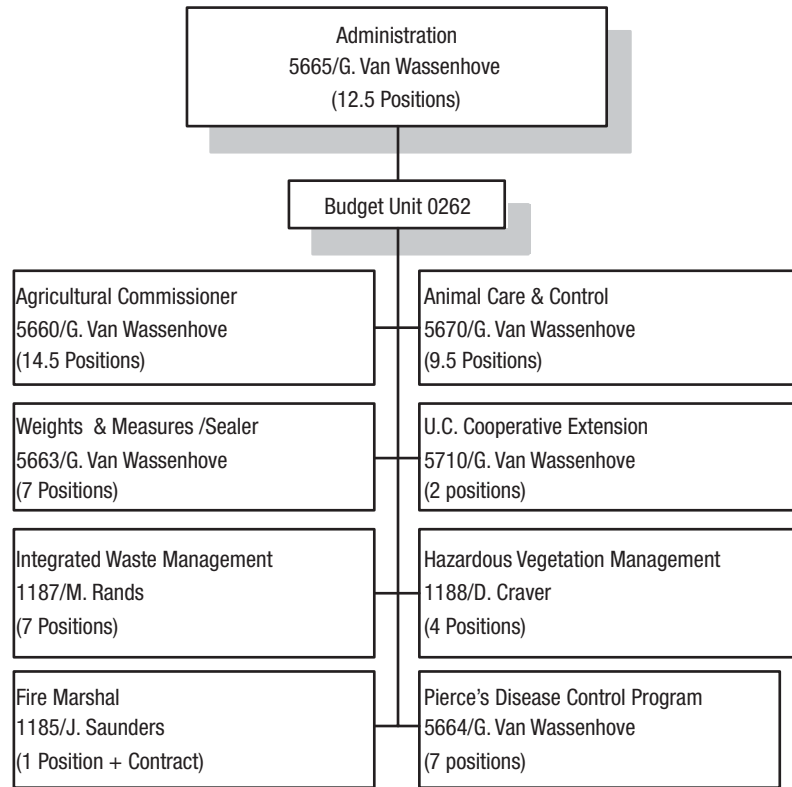 Administration
5665/G. Van Wassenhove
(12.5 Positions)
Budget Unit 0262
Agricultural Commissioner
5660/G. Van Wassenhove
(14.5 Positions)
Animal Care & Control
5670/G. Van Wassenhove
(9.5 Positions)
Weights & Measures /Sealer
5663/G. Van Wassenhove
(7 Positions)
U.C. Cooperative Extension
5710/G. Van Wassenhove
(2 positions)
Integrated Waste Management
1187/M. Rands
(7 Positions)
Hazardous Vegetation Management
1188/D. Craver
(4 Positions)
Fire Marshal
1185/J. Saunders
(1 Position + Contract)
Pierce's Disease Control Program
5664/G. Van Wassenhove
(7 positions)